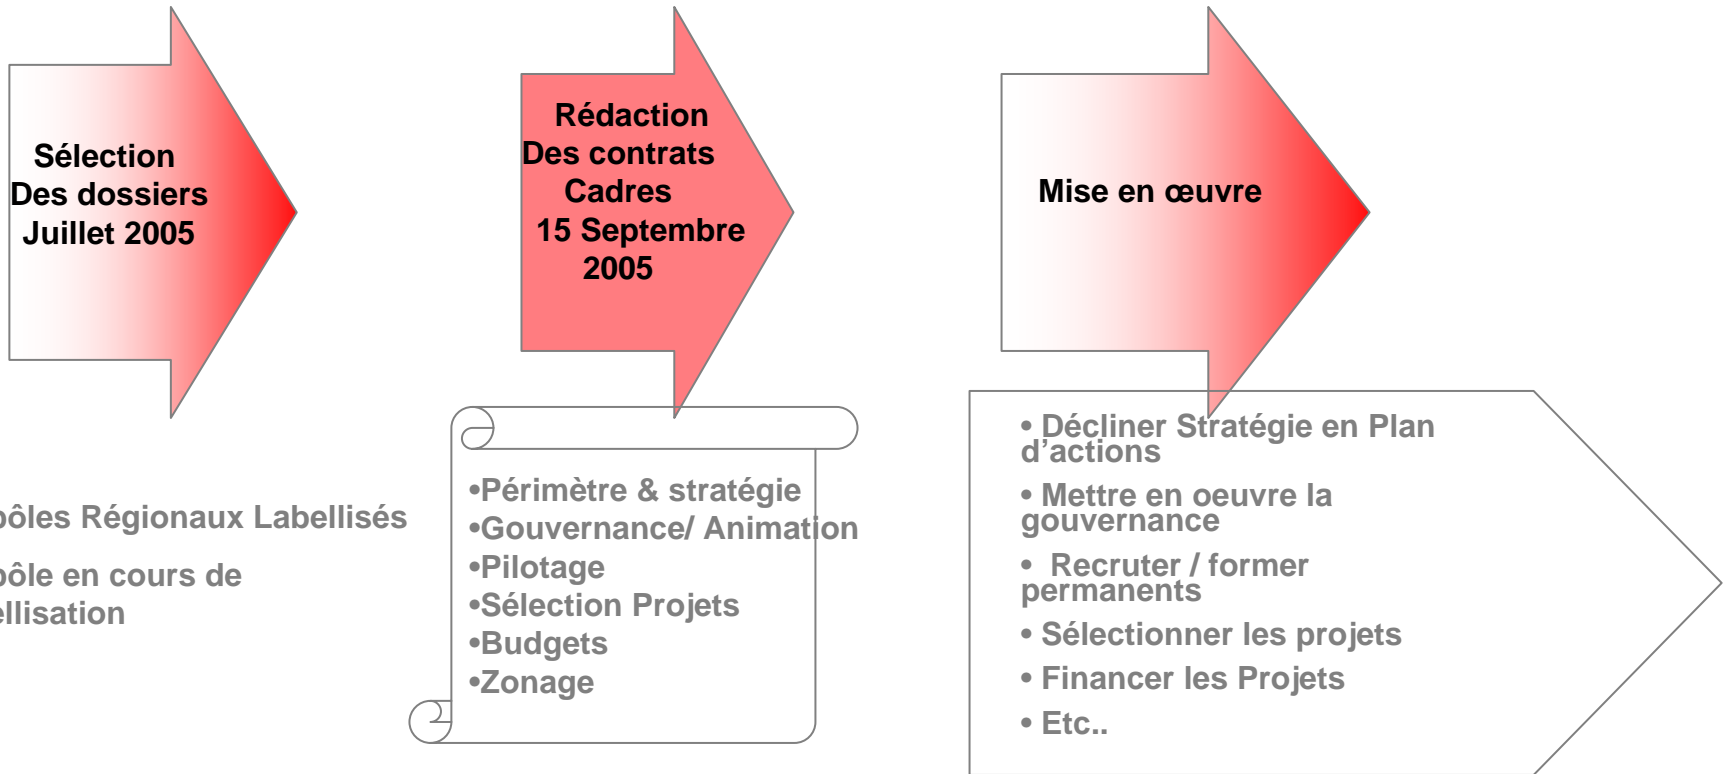 Sélection
Des dossiers
Juillet 2005
Rédaction
Des contrats
Cadres
15 Septembre
2005
Mise en œuvre
pôles Régionaux Labellisés
pôle en cours de
ellisation
•Périmètre & stratégie
•Gouvernance/ Animation
•Pilotage
•Sélection Projets
•Budgets
•Zonage
• Décliner Stratégie en Plan
d’actions
• Mettre en oeuvre la
gouvernance
• Recruter / former
permanents
• Sélectionner les projets
• Financer les Projets
• Etc..